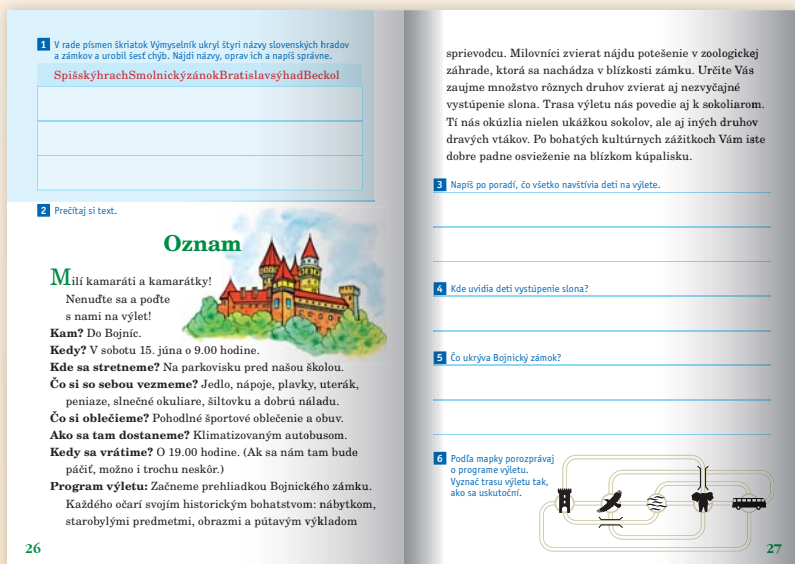 1 V rade písmen škriatok Výmyselník ukryl štyri názvy slovenských hradov
a zámkov a urobil šesť chýb. Nájdi názvy, oprav ich a napíš správne.
SpišskýhrachSmolnickýzánokBratislavsýhadBeckol
2 Prečítaj si text.
Oznam
Milí kamaráti a kamarátky!
Nenuďte sa a poďte
s nami na výlet!
Kam? Do Bojníc.
Kedy? V sobotu 15. júna o 9.00 hodine.
Kde sa stretneme? Na parkovisku pred našou školou.
Čo si so sebou vezmeme? Jedlo, nápoje, plavky, uterák,
peniaze, slnečné okuliare, šiltovku a dobrú náladu.
Čo si oblečieme? Pohodlné športové oblečenie a obuv.
Ako sa tam dostaneme? Klimatizovaným autobusom.
Kedy sa vrátime? O 19.00 hodine. (Ak sa nám tam bude
páčiť, možno i trochu neskôr.)
Program výletu: Začneme prehliadkou Bojnického zámku.
Každého očarí svojím historickým bohatstvom: nábytkom,
starobylými predmetmi, obrazmi a pútavým výkladom
26
sprievodcu. Milovníci zvierat nájdu potešenie v zoologickej
záhrade, ktorá sa nachádza v blízkosti zámku. Určite Vás
zaujme množstvo rôznych druhov zvierat aj nezvyčajné
vystúpenie slona. Trasa výletu nás povedie aj k sokoliarom.
Tí nás okúzlia nielen ukážkou sokolov, ale aj iných druhov
dravých vtákov. Po bohatých kultúrnych zážitkoch Vám iste
dobre padne osvieženie na blízkom kúpalisku.
3 Napíš po poradí, čo všetko navštívia deti na výlete.
4 Kde uvidia deti vystúpenie slona?
5 Čo ukrýva Bojnický zámok?
6 Podľa mapky porozprávaj
o programe výletu.
Vyznač trasu výletu tak,
ako sa uskutoční.
27